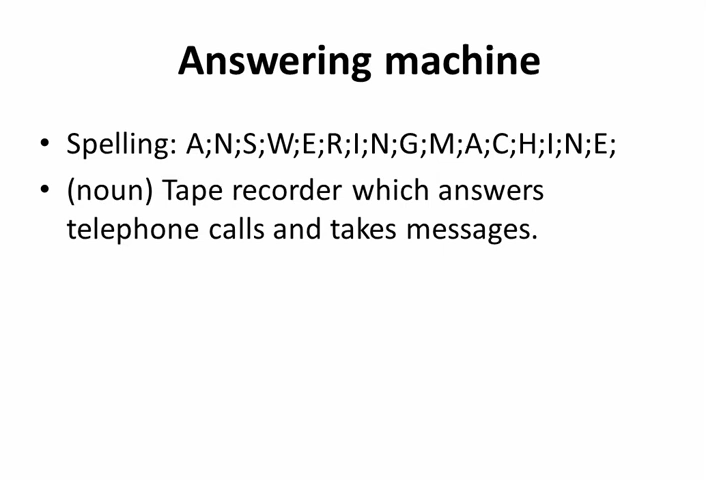 Answering machine
• Spelling: A;N;S;W;E;R;I;N;G;M;A;C;H;I;N;E;
• (noun) Tape recorder which answers
telephone calls and takes messages.